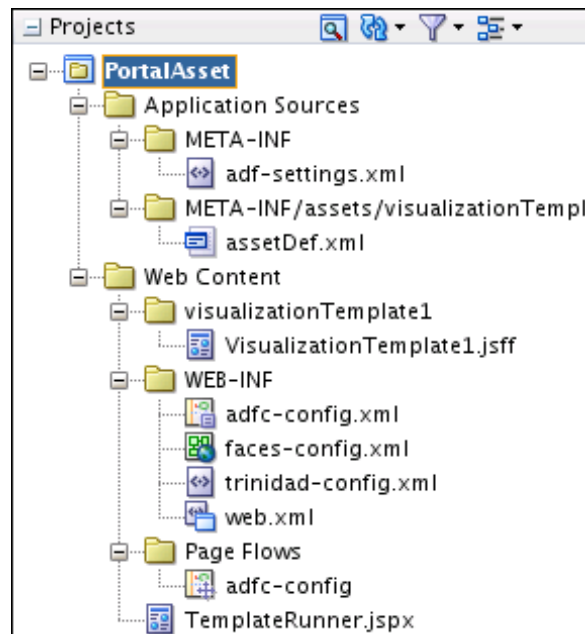 Projects
PortalAsset
Application Sources
META-INF
adf-settings.xml
META-INF/assets/visualizationTempl
assetDef.xml
Web Content
visualizationTemplate1
VisualizationTemplate1.jsff
WEB-INF
adfc-config.xml
faces-config.xml
trinidad-config.xml
web.xml
Page Flows
adfc-config
TemplateRunner.jspx